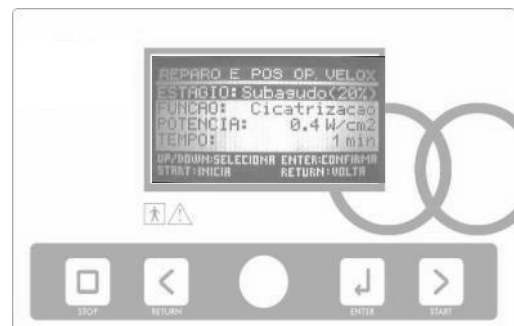 REPARO E POS OP. VELOX
ESTAGIO: Subagudo(20%)
FUNCAO: Cicatrizacao
POTENCIA: 0.4 W/cm2
TEMPO: 1 min
UP/DOWN:SELECIONA ENTER:CONFIRMA
START:INICIA RETURN:VOLTA
STOP RETURN ENTER START